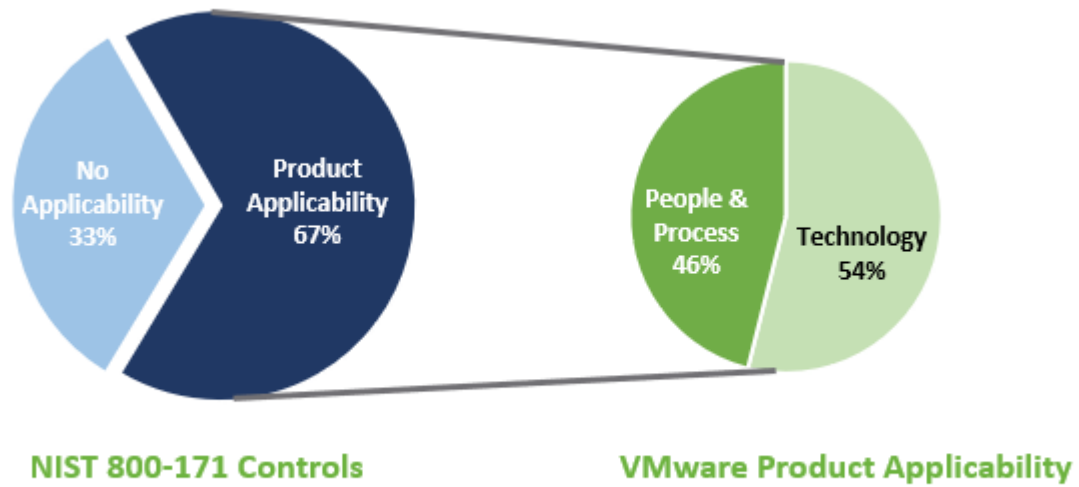 No
Applicability
33%
Product
Applicability
67%
People &
Process
46%
Technology
54%
NIST 800-171 Controls
VMware Product Applicability